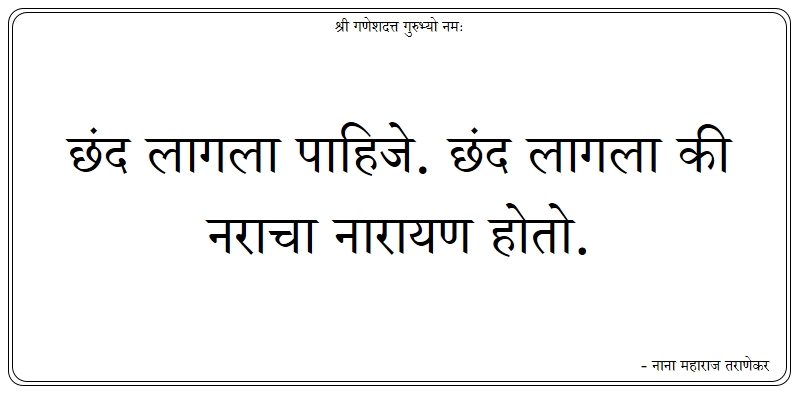 श्री गणेशदत्त गुरुभ्यो नमः
छंद लागला पाहिजे. छंद लागला की
नराचा नारायण होतो.
- नाना महाराज तराणेकर